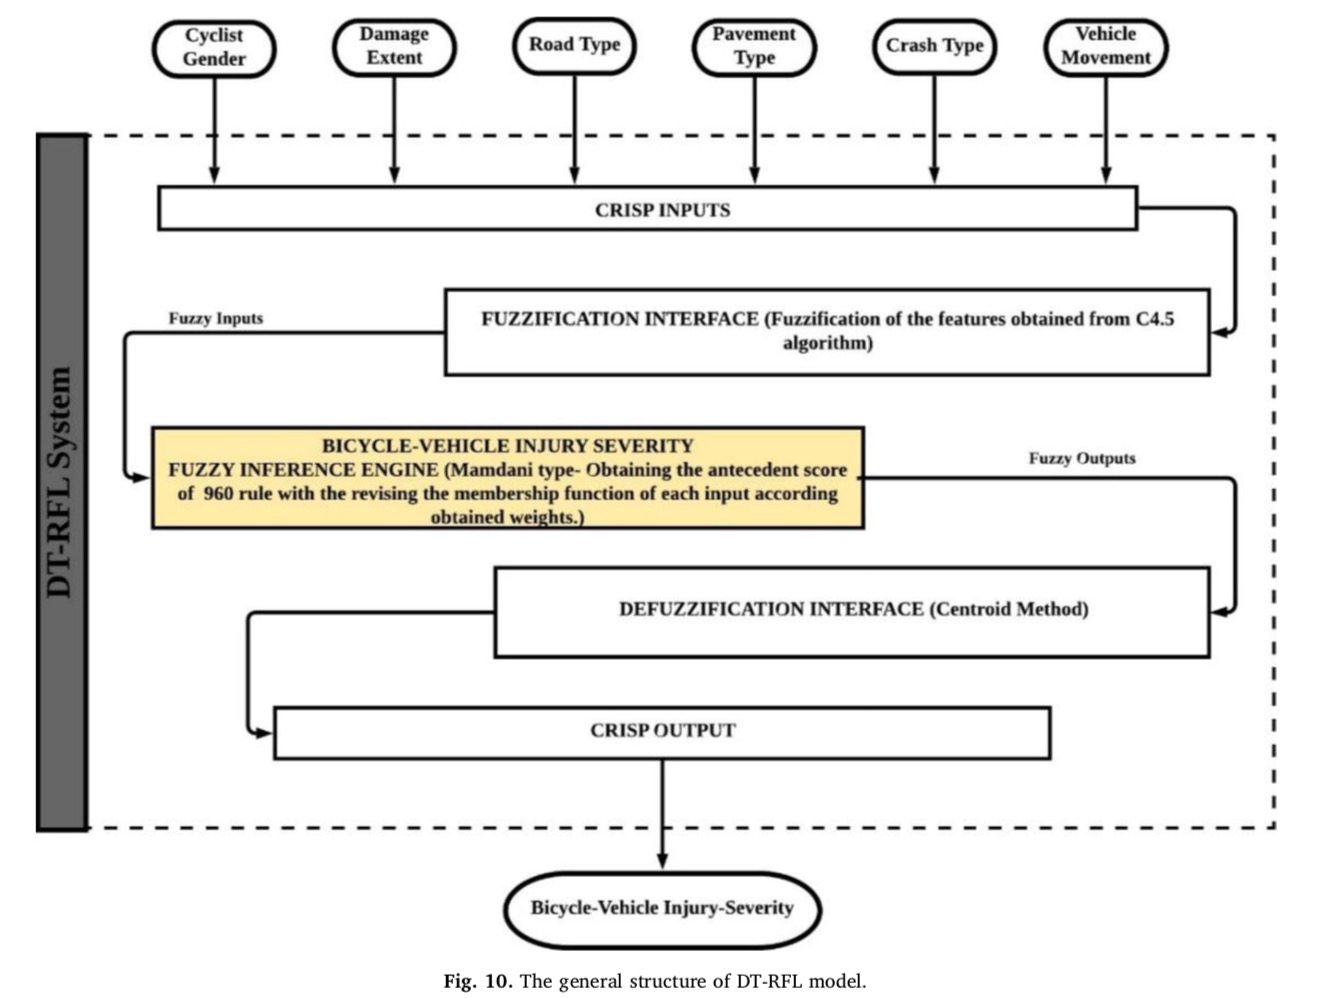 Cyclist
Gender
Damage
Extent
Road Type
Pavement
Type
Crash Type
Vehicle
Movement
DT-RFL System
CRISP INPUTS
FUZZIFICATION INTERFACE (Fuzzification of the features obtained from C4.5
algorithm)
Fuzzy Inputs
BICYCLE-VEHICLE INJURY SEVERITY
FUZZY INFERENCE ENGINE (Mamdani type- Obtaining the antecedent score
of 960 rule with the revising the membership function of each input according
obtained weights.)
Fuzzy Outputs
DEFUZZIFICATION INTERFACE (Centroid Method)
CRISP OUTPUT
Bicycle-Vehicle Injury-Severity
Fig. 10. The general structure of DT-RFL model.